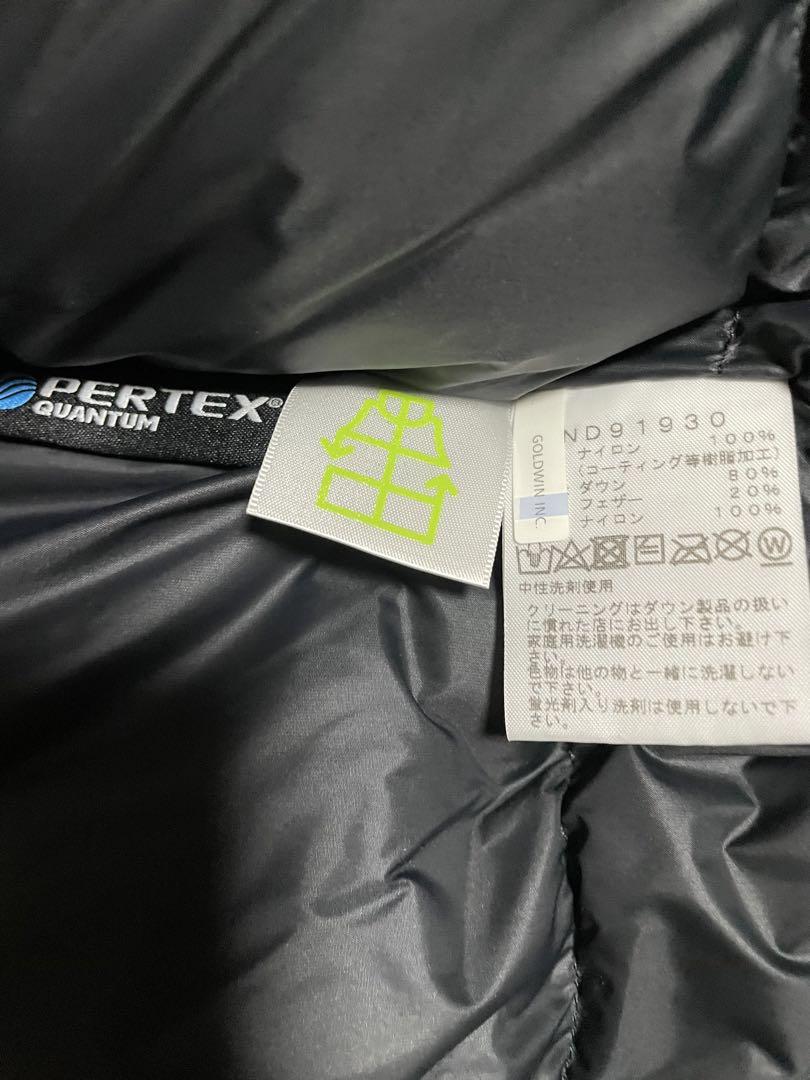 PERTEX®
QUANTUM
GOLDWIN INC.
ND91930
ナイロン 100%
(コーティング等樹脂加工)
ダウン 80%
フェザー 20%
ナイロン 100%
W
中性洗剤使用
クリーニングはダウン製品の扱い
に慣れた店にお出し下さい。
家庭用洗濯機のご使用はお避け下
さい。
色物は他の物と一緒に洗濯しない
で下さい。
蛍光剤入り洗剤は使用しないで下
さい。